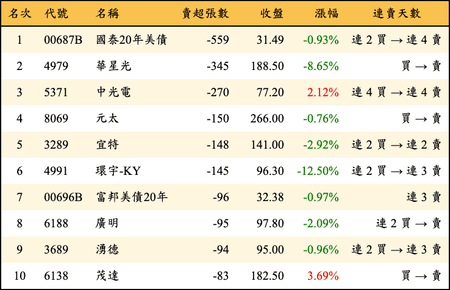 名次 代號 名稱 賣超張數 收盤 漲幅 連賣天數
1 00687B 國泰20年美債 -559 31.49 -0.93% 連 2 買 → 連 4 賣
2 4979 華星光 -345 188.50 -8.65% 買 → 賣
3 5371 中光電 -270 77.20 2.12% 連 4 買 → 連 4 賣
4 8069 元太 -150 266.00 -0.76% 買 → 賣
5 3289 宜特 -148 141.00 -2.92% 連 2 買 → 連 2 賣
6 4991 環宇-KY -145 96.30 -12.50% 連 2 買 → 連 3 賣
7 00696B 富邦美債20年 -96 32.38 -0.97% 連 3 賣
8 6188 廣明 -95 97.80 -2.09% 連 2 買 → 賣
9 3689 湧德 -94 95.00 -0.96% 連 2 買 → 連 3 賣
10 6138 茂達 -83 182.50 3.69% 買 → 賣